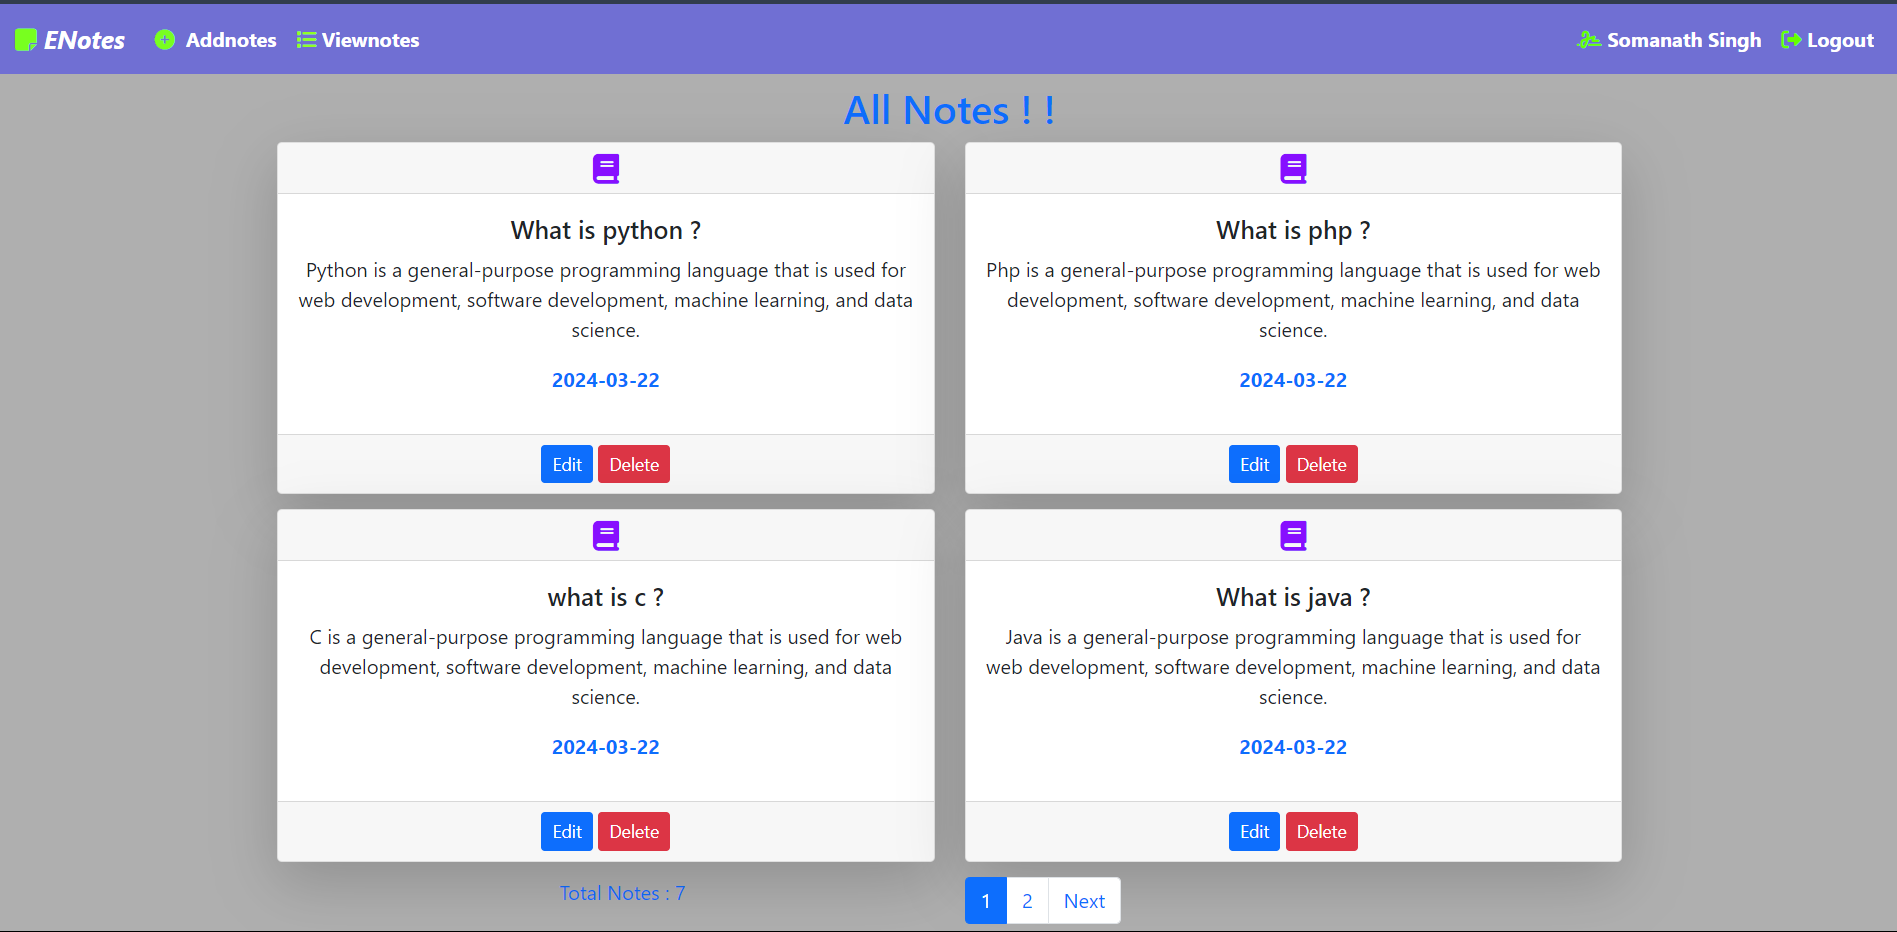 ENotes Addnotes Viewnotes Somanath Singh Logout
All Notes ! !
What is python ?
Python is a general-purpose programming language that is used for
web development, software development, machine learning, and data
science.
2024-03-22
Edit Delete
What is php ?
Php is a general-purpose programming language that is used for web
development, software development, machine learning, and data
science.
2024-03-22
Edit Delete
what is c ?
C is a general-purpose programming language that is used for web
development, software development, machine learning, and data
science.
2024-03-22
Edit Delete
What is java ?
Java is a general-purpose programming language that is used for
web development, software development, machine learning, and data
science.
2024-03-22
Edit Delete
Total Notes : 7
1 2 Next